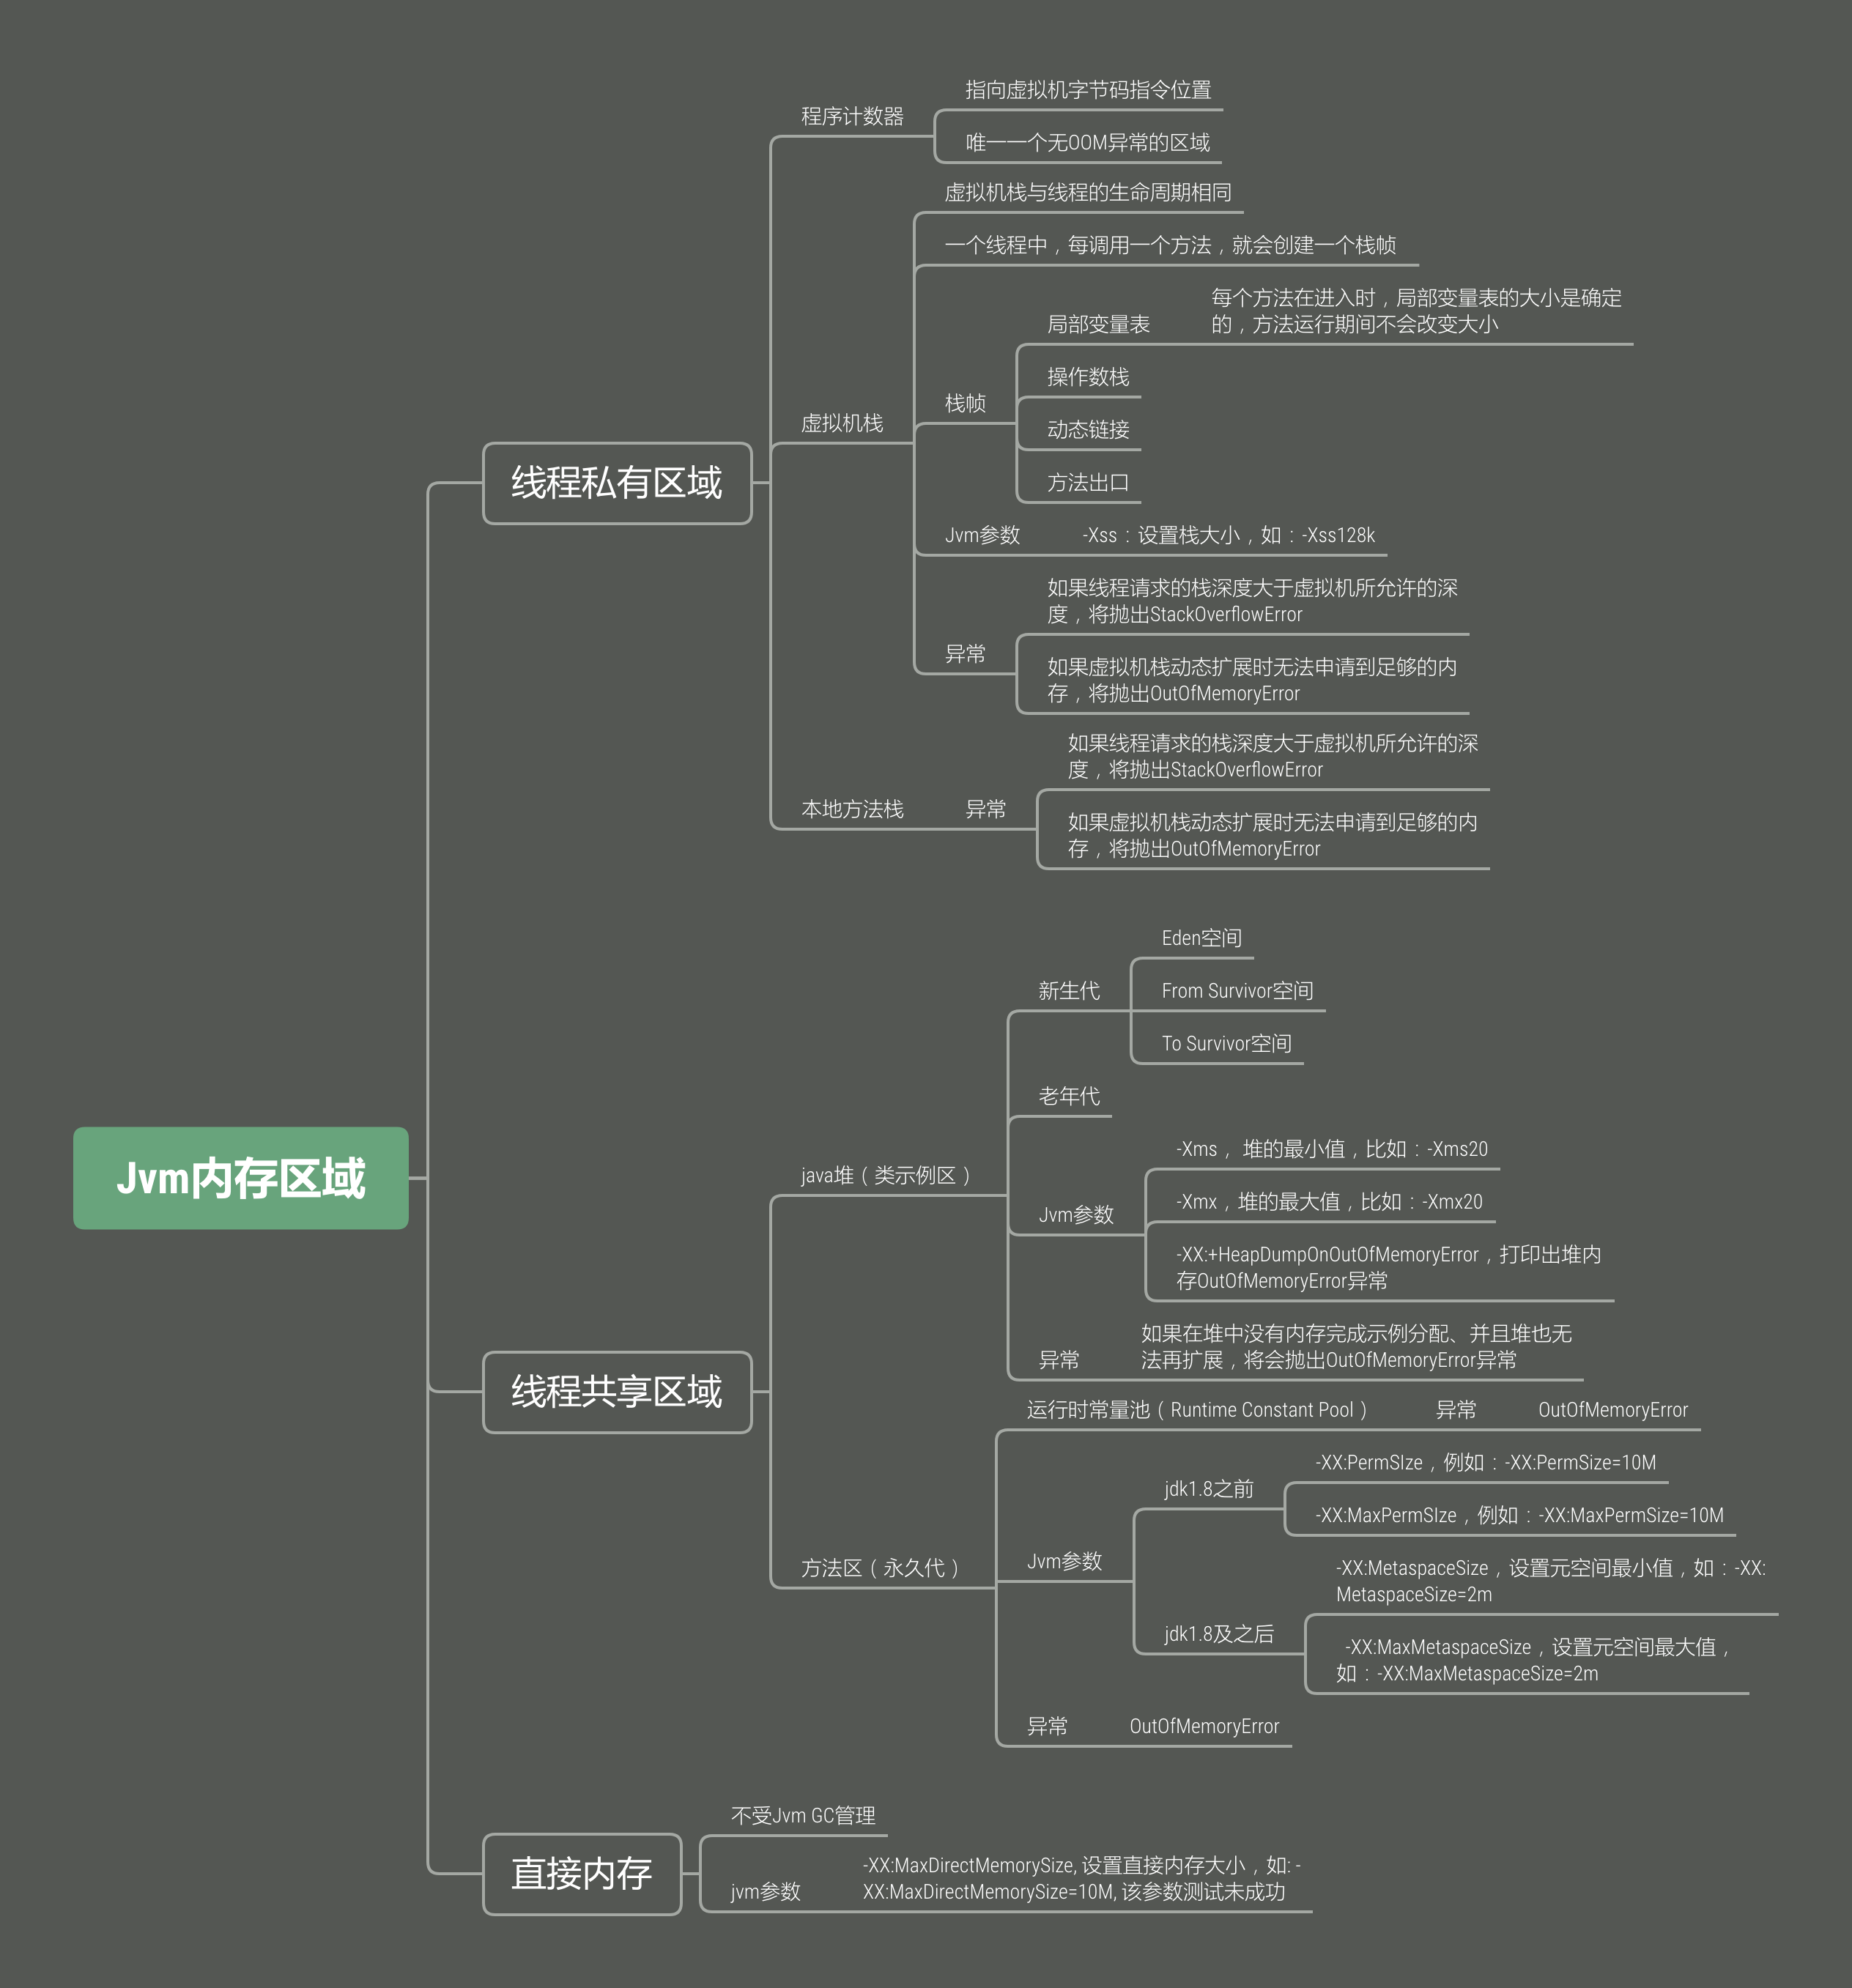 Jvm内存区域
线程私有区域
程序计数器
指向虚拟机字节码指令位置
唯一一个无OOM异常的区域
虚拟机栈
虚拟机栈与线程的生命周期相同
一个线程中，每调用一个方法，就会创建一个栈帧
栈帧
局部变量表
每个方法在进入时，局部变量表的大小是确定
的，方法运行期间不会改变大小
操作数栈
动态链接
方法出口
Jvm参数
-Xss：设置栈大小，如：-Xss128k
异常
如果线程请求的栈深度大于虚拟机所允许的深
度，将抛出StackOverflowError
如果虚拟机栈动态扩展时无法申请到足够的内
存，将抛出OutOfMemoryError
本地方法栈
异常
如果线程请求的栈深度大于虚拟机所允许的深
度，将抛出StackOverflowError
如果虚拟机栈动态扩展时无法申请到足够的内
存，将抛出OutOfMemoryError
线程共享区域
java堆（类示例区）
新生代
Eden空间
From Survivor空间
To Survivor空间
老年代
Jvm参数
-Xms， 堆的最小值，比如：-Xms20
-Xmx，堆的最大值，比如：-Xmx20
-XX:+HeapDumpOnOutOfMemoryError，打印出堆内
存OutOfMemoryError异常
异常
如果在堆中没有内存完成示例分配、并且堆也无
法再扩展，将会抛出OutOfMemoryError异常
方法区（永久代）
运行时常量池（Runtime Constant Pool）
异常
OutOfMemoryError
Jvm参数
jdk1.8之前
-XX:PermSIze，例如：-XX:PermSize=10M
-XX:MaxPermSIze，例如：-XX:MaxPermSize=10M
jdk1.8及之后
-XX:MetaspaceSize，设置元空间最小值，如：-XX:
MetaspaceSize=2m
-XX:MaxMetaspaceSize，设置元空间最大值，
如：-XX:MaxMetaspaceSize=2m
异常
OutOfMemoryError
直接内存
不受Jvm GC管理
jvm参数
-XX:MaxDirectMemorySize, 设置直接内存大小，如: -
XX:MaxDirectMemorySize=10M, 该参数测试未成功